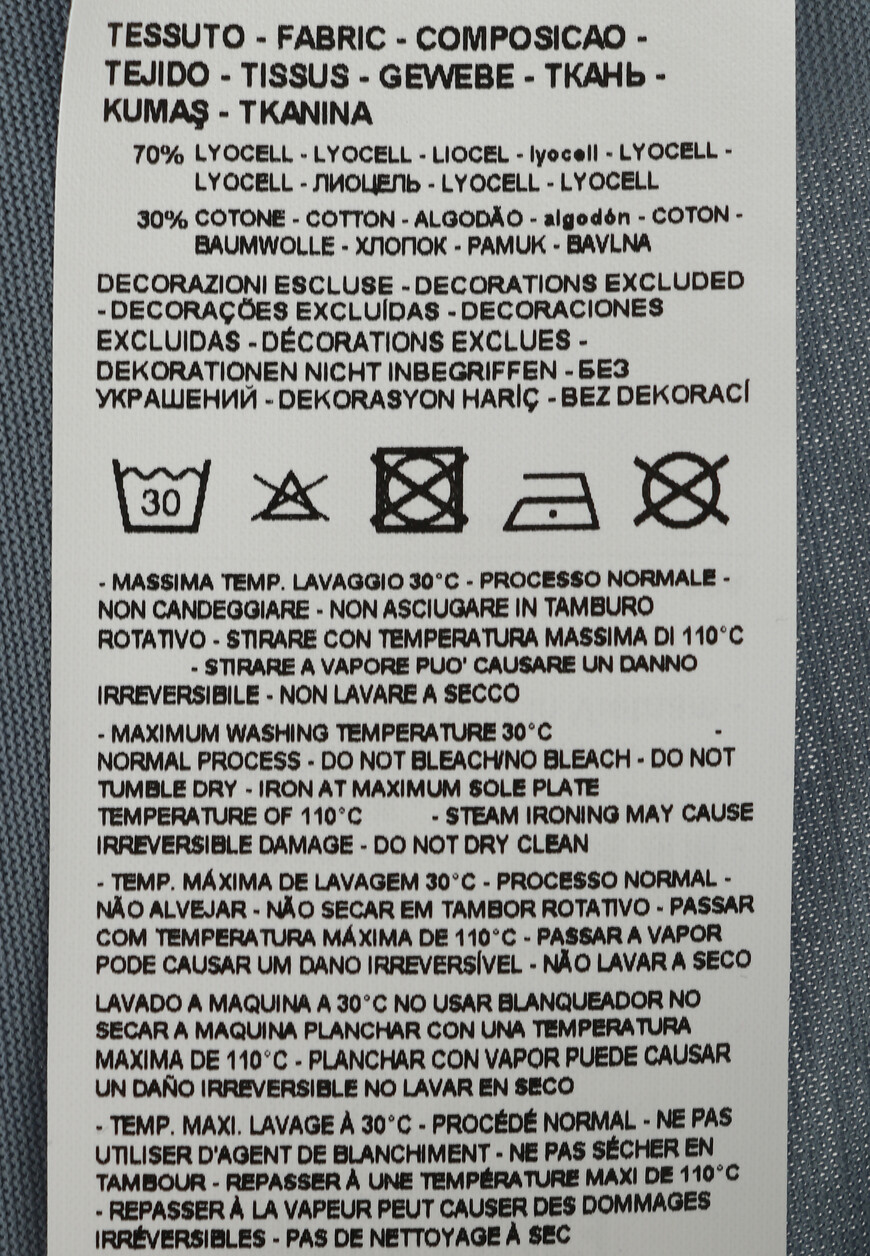 TESSUTO - FABRIC - COMPOSICAO -
TEJIDO - TISSUS - GEWEBE - ТКАНЬ -
KUMAŞ - TKANINA
70% LYOCELL - LYOCELL - LIOCEL - lyocell - LYOCELL -
LYOCELL - ЛИОЦЕЛЬ - LYOCELL - LYOCELL
30% COTONE - COTTON - ALGODÃO - algodón - COTON -
BAUMWOLLE - ХЛОПОК - PAMUK - BAVLNA
DECORAZIONI ESCLUSE - DECORATIONS EXCLUDED
- DECORAÇÕES EXCLUÍDAS - DECORACIONES
EXCLUIDAS - DÉCORATIONS EXCLUES -
DEKORATIONEN NICHT INBEGRIFFEN - БЕЗ
УКРАШЕНИЙ - DEKORASYON HARİÇ - BEZ DEKORACÍ
30
- MASSIMA TEMP. LAVAGGIO 30°C - PROCESSO NORMALE -
NON CANDEGGIARE - NON ASCIUGARE IN TAMBURO
ROTATIVO - STIRARE CON TEMPERATURA MASSIMA DI 110°C
- STIRARE A VAPORE PUO' CAUSARE UN DANNO
IRREVERSIBILE - NON LAVARE A SECCO
- MAXIMUM WASHING TEMPERATURE 30°C -
NORMAL PROCESS - DO NOT BLEACH/NO BLEACH - DO NOT
TUMBLE DRY - IRON AT MAXIMUM SOLE PLATE
TEMPERATURE OF 110°C - STEAM IRONING MAY CAUSE
IRREVERSIBLE DAMAGE - DO NOT DRY CLEAN
- TEMP. MÁXIMA DE LAVAGEM 30°C - PROCESSO NORMAL -
NÃO ALVEJAR - NÃO SECAR EM TAMBOR ROTATIVO - PASSAR
COM TEMPERATURA MÁXIMA DE 110°C - PASSAR A VAPOR
PODE CAUSAR UM DANO IRREVERSÍVEL - NÃO LAVAR A SECO
LAVADO A MAQUINA A 30°C NO USAR BLANQUEADOR NO
SECAR A MAQUINA PLANCHAR CON UNA TEMPERATURA
MAXIMA DE 110°C - PLANCHAR CON VAPOR PUEDE CAUSAR
UN DAÑO IRREVERSIBLE NO LAVAR EN SECO
- TEMP. MAXI. LAVAGE À 30°C - PROCÉDÉ NORMAL - NE PAS
UTILISER D'AGENT DE BLANCHIMENT - NE PAS SÉCHER EN
TAMBOUR - REPASSER À UNE TEMPÉRATURE MAXI DE 110°C
- REPASSER À LA VAPEUR PEUT CAUSER DES DOMMAGES
IRRÉVERSIBLES - PAS DE NETTOYAGE À SEC